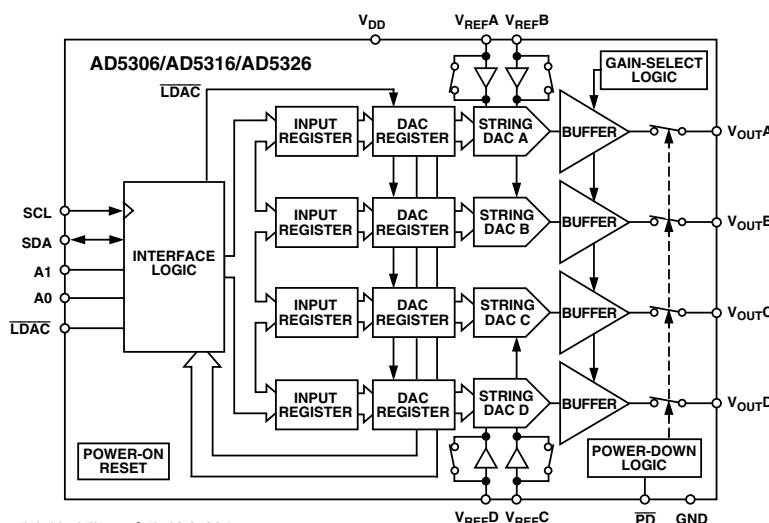 V_DD V_REFA V_REFB
AD5306/AD5316/AD5326
GAIN-SELECT
LOGIC
LDAC
INPUT
REGISTER
DAC
REGISTER
STRING
DAC A
BUFFER
V_OUTA
SCL
SDA
A1
A0
LDAC
INTERFACE
LOGIC
INPUT
REGISTER
DAC
REGISTER
STRING
DAC B
BUFFER
V_OUTB
INPUT
REGISTER
DAC
REGISTER
STRING
DAC C
BUFFER
V_OUTC
INPUT
REGISTER
DAC
REGISTER
STRING
DAC D
BUFFER
V_OUTD
POWER-ON
RESET
POWER-DOWN
LOGIC
V_REFD V_REFC PD GND